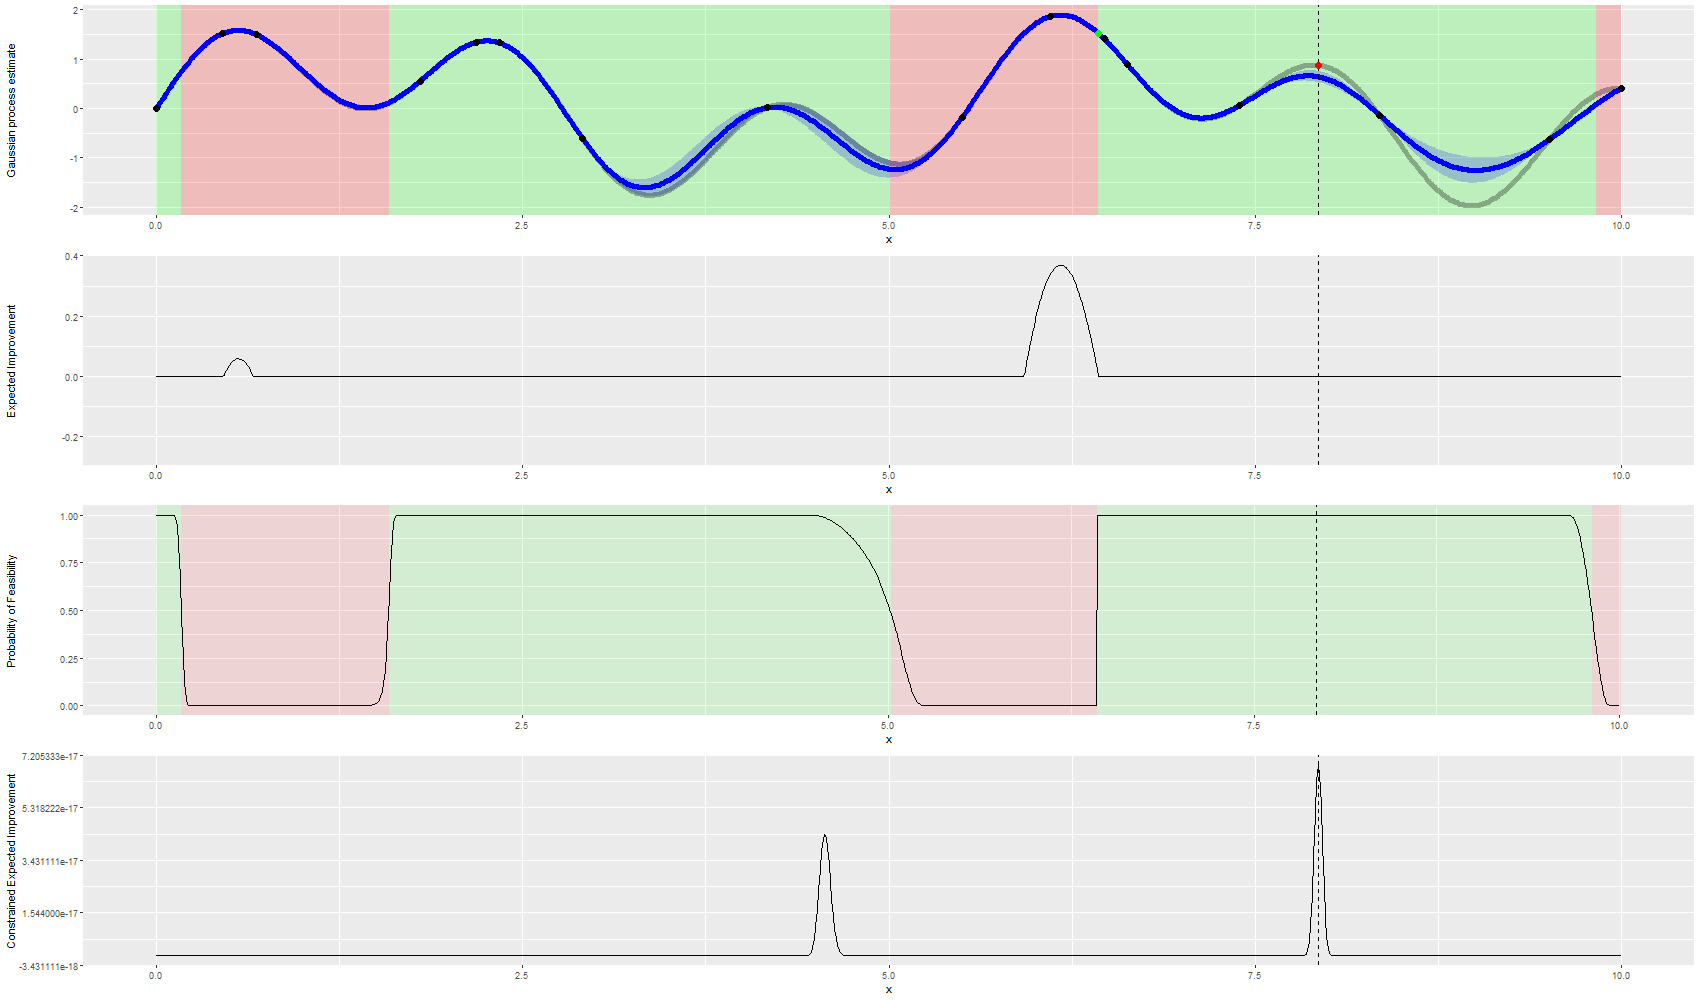 Gaussian process estimate
2
1
0
-1
-2
0.0 2.5 5.0 7.5 10.0
x
Expected Improvement
0.4
0.2
0.0
-0.2
0.0 2.5 5.0 7.5 10.0
x
Probability of Feasibility
1.00
0.75
0.50
0.25
0.00
0.0 2.5 5.0 7.5 10.0
x
Constrained Expected Improvement
7.205333e-17
5.318222e-17
3.431111e-17
1.544000e-17
-3.431111e-18
0.0 2.5 5.0 7.5 10.0
x